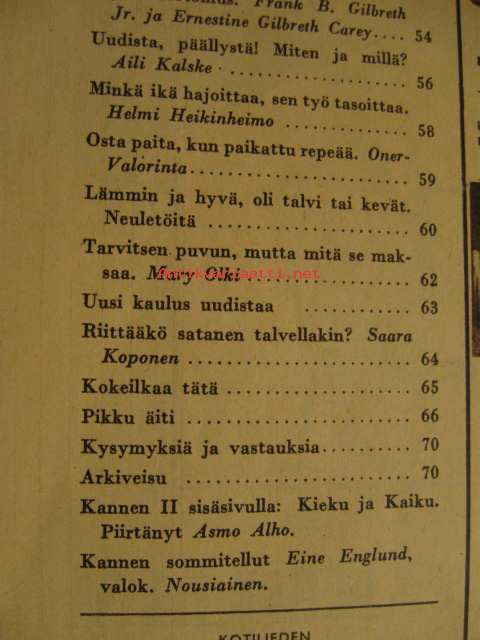 Frank B. Gilbreth
Jr. ja Ernestine Gilbreth Carey.... 54
Uudista, päällystä! Miten ja millä?
Aili Kalske ................ 56
Minkä ikä hajoittaa, sen työ tasoittaa.
Helmi Heikinheimo ............ 58
Osta paita, kun paikattu repeää. Oner-
Valorinta...................... 59
Lämmin ja hyvä, oli talvi tai kevät.
Neuletöitä .................... 60
Tarvitsen puvun, mutta mitä se mak-
saa. Mary Olki................. 62
Uusi kaulus uudistaa ........... 63
Riittääkö satanen talvellakin? Saara
Koponen ....................... 64
Kokeilkaa tätä .................. 65
Pikku äiti ...................... 66
Kysymyksiä ja vastauksia.......... 70
Arkiveisu ...................... 70
Kannen II sisäsivulla: Kieku ja Kaiku.
Piirtänyt Asmo Alho.
Kannen sommitellut Eine Englund,
valok. Nousiainen.
KOTILIEDEN